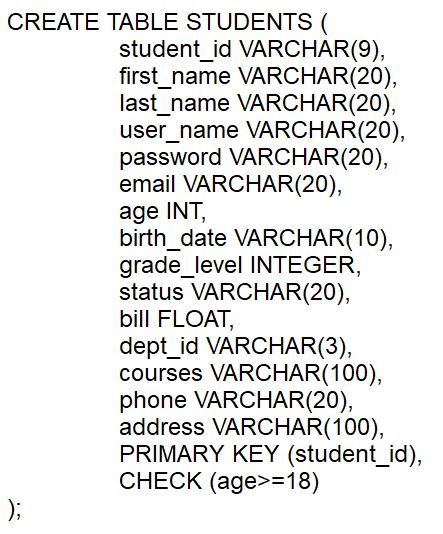 CREATE TABLE STUDENTS (
student_id VARCHAR(9),
first_name VARCHAR(20),
last_name VARCHAR(20),
user_name VARCHAR(20),
password VARCHAR(20),
email VARCHAR(20),
age INT,
birth_date VARCHAR(10),
grade_level INTEGER,
status VARCHAR(20),
bill FLOAT,
dept_id VARCHAR(3),
courses VARCHAR(100),
phone VARCHAR(20),
address VARCHAR(100),
PRIMARY KEY (student_id),
CHECK (age>=18)
);